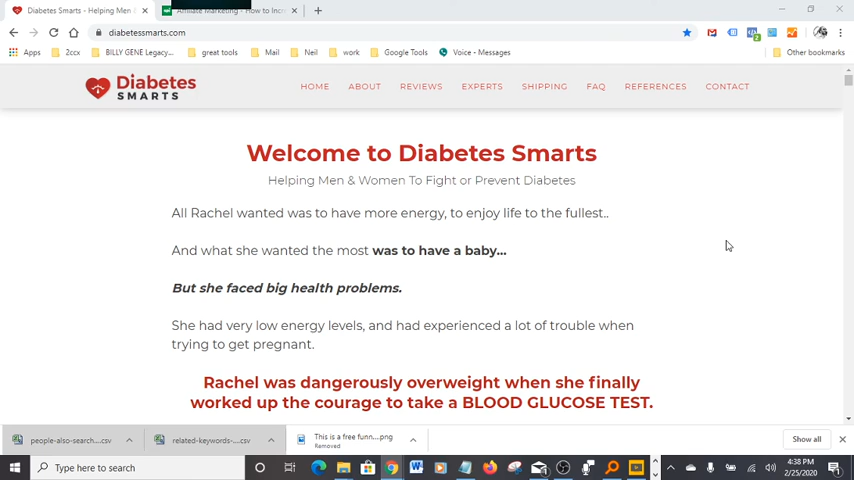 Diabetes Smarts - Helping Men &
Affiliate Marketing - How to Incr
diabetessmarts.com
Apps
2ccx
BILLY GENE Legacy...
great tools
Mail
Neil
work
Google Tools
Voice - Messages
Other bookmarks
Diabetes
SMARTS
HOME
ABOUT
REVIEWS
EXPERTS
SHIPPING
FAQ
REFERENCES
CONTACT
Welcome to Diabetes Smarts
Helping Men & Women To Fight or Prevent Diabetes
All Rachel wanted was to have more energy, to enjoy life to the fullest..
And what she wanted the most was to have a baby...
But she faced big health problems.
She had very low energy levels, and had experienced a lot of trouble when
trying to get pregnant.
Rachel was dangerously overweight when she finally
worked up the courage to take a BLOOD GLUCOSE TEST.
people-also-search....csv
related-keywords-...csv
This is a free funn....png
Removed
Show all
Type here to search
4:38 PM
2/25/2020